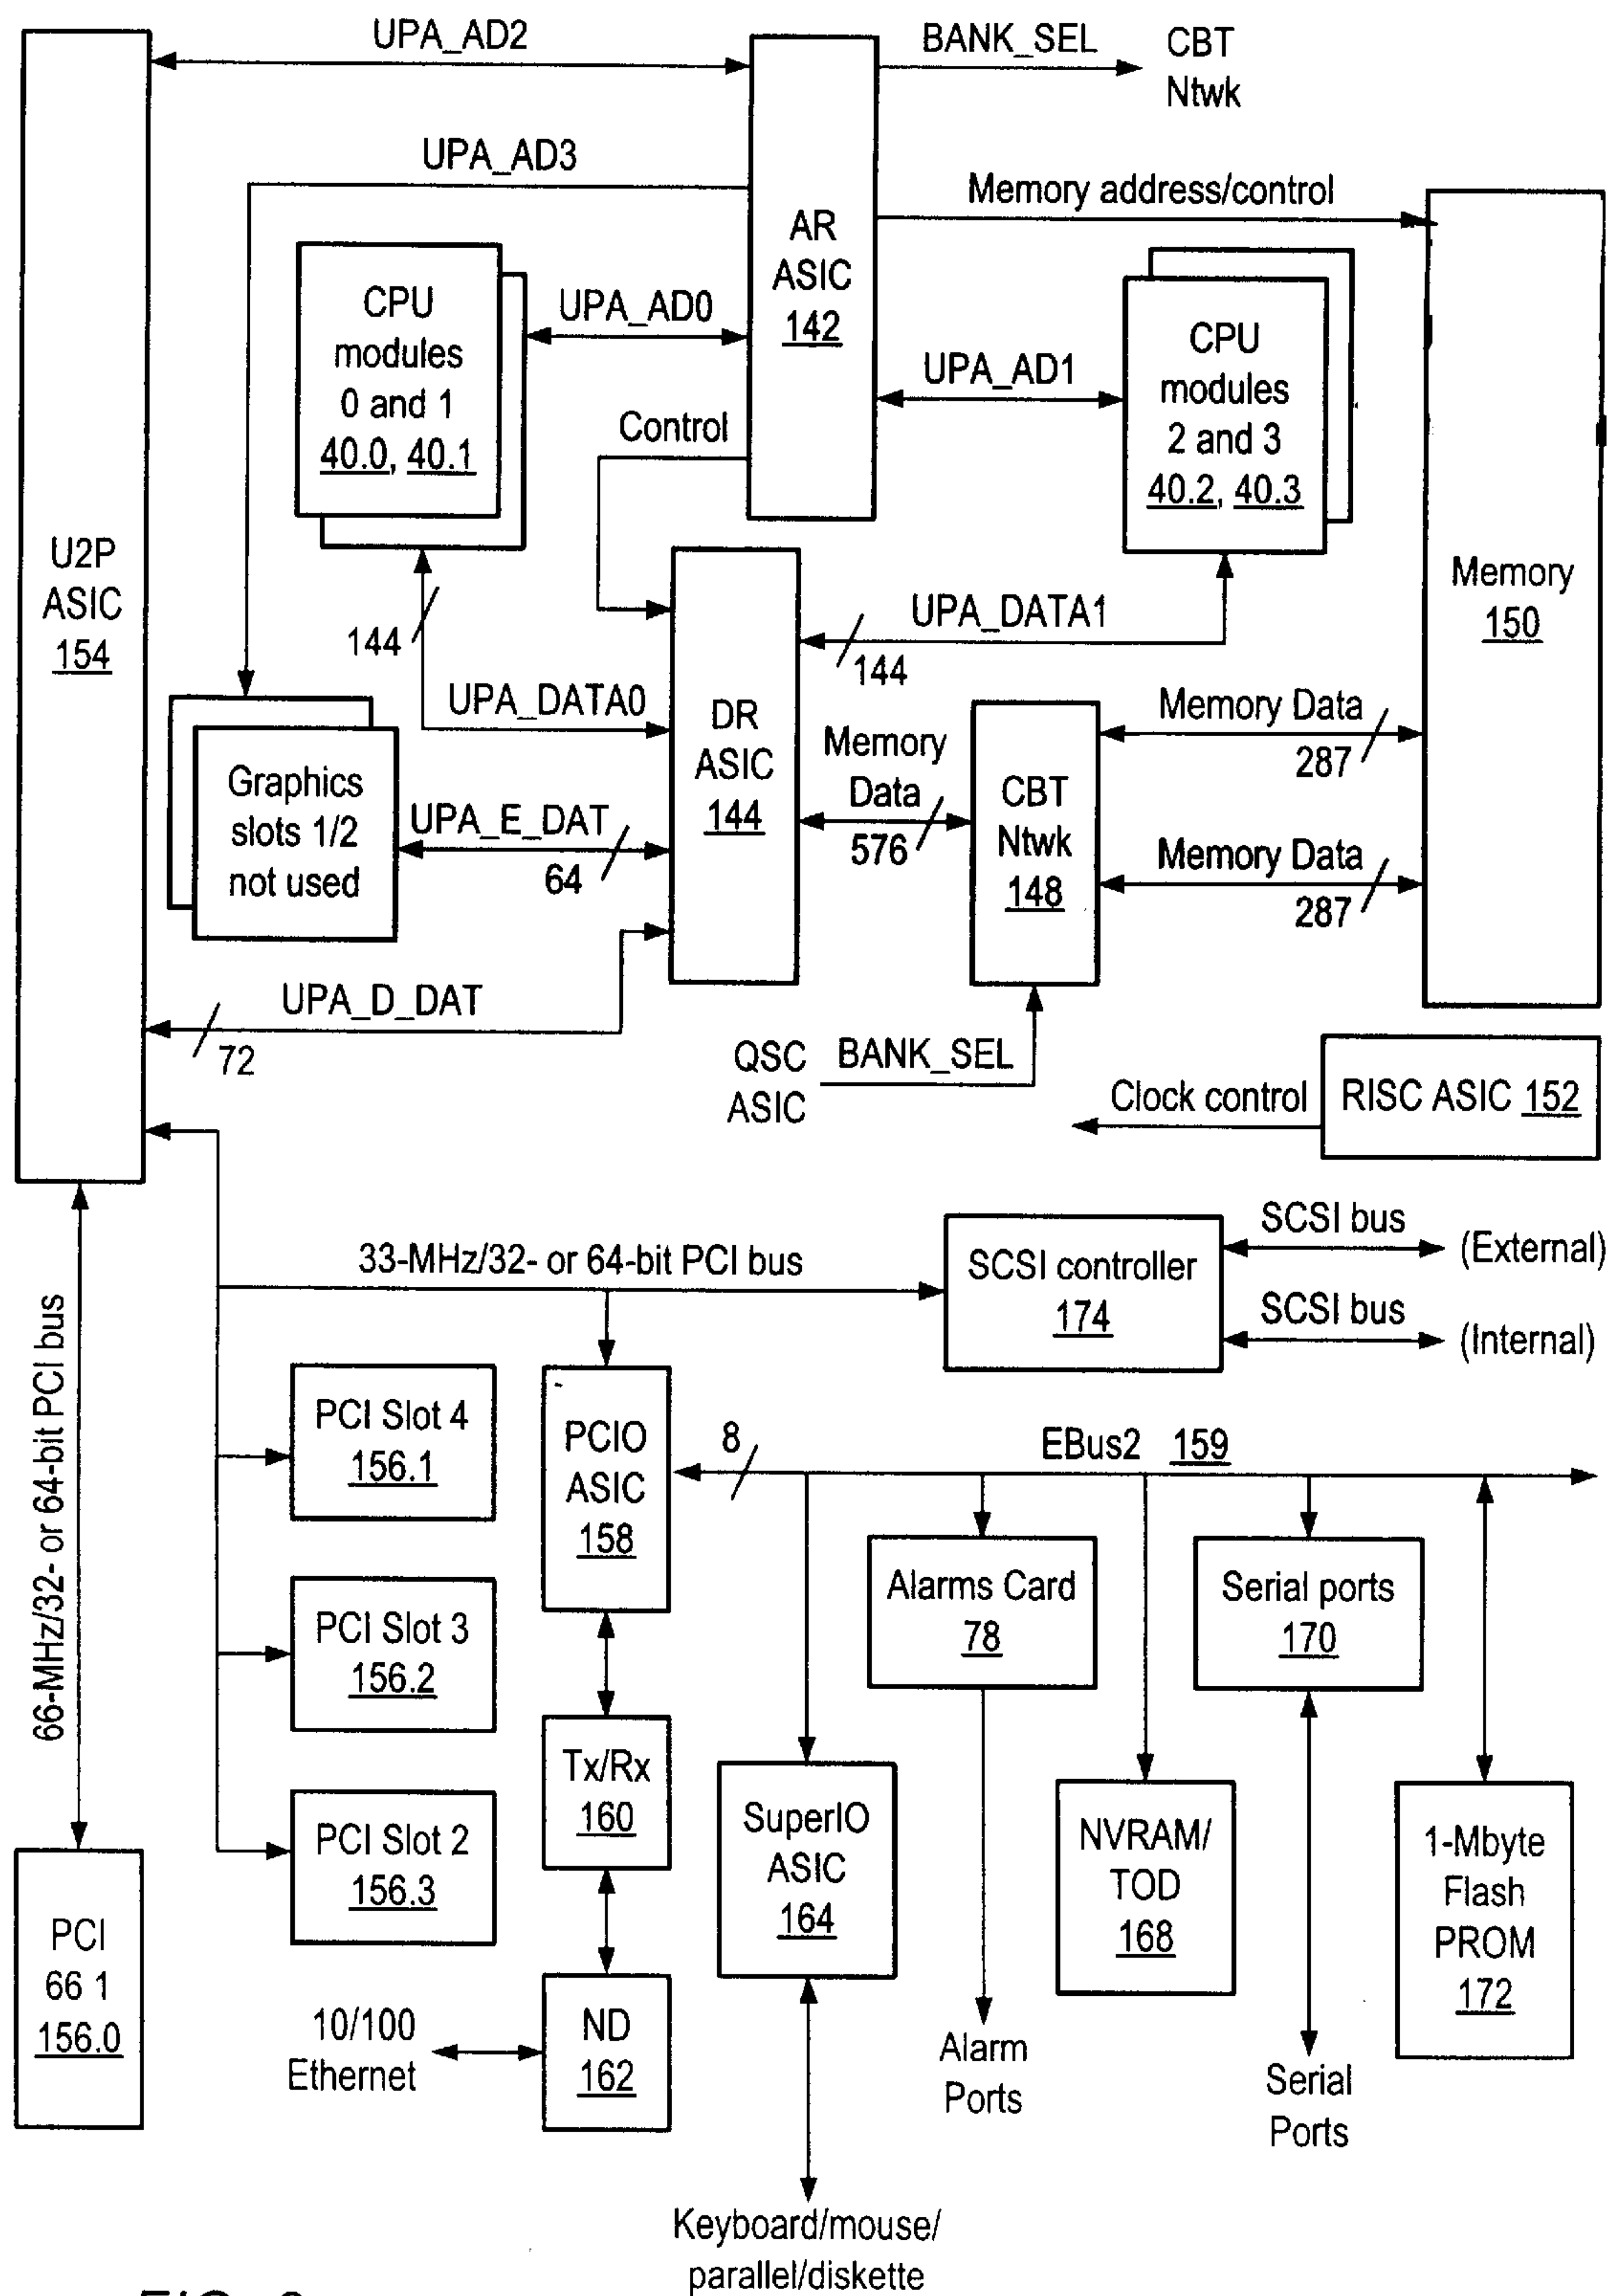 UPA_AD2
BANK_SEL
CBT
Ntwk
UPA_AD3
Memory address/control
AR
ASIC
142
CPU
modules
0 and 1
40.0, 40.1
UPA_AD0
CPU
modules
2 and 3
40.2, 40.3
UPA_AD1
Control
U2P
ASIC
154
Memory
150
144
UPA_DATA1
144
UPA_DATA0
DR
ASIC
144
Memory
Data
576
CBT
Ntwk
148
Memory Data
287
Memory Data
287
Graphics
slots 1/2
not used
UPA_E_DAT
64
UPA_D_DAT
72
QSC
ASIC
BANK_SEL
Clock control
RISC ASIC 152
33-MHz/32- or 64-bit PCI bus
SCSI controller
174
SCSI bus
(External)
SCSI bus
(Internal)
66-MHz/32- or 64-bit PCI bus
PCI Slot 4
156.1
PCIO
ASIC
158
8
EBus2 159
Alarms Card
78
Serial ports
170
PCI Slot 3
156.2
Tx/Rx
160
SuperIO
ASIC
164
NVRAM/
TOD
168
1-Mbyte
Flash
PROM
172
PCI Slot 2
156.3
PCI
66 1
156.0
10/100
Ethernet
ND
162
Alarm
Ports
Serial
Ports
Keyboard/mouse/
parallel/diskette